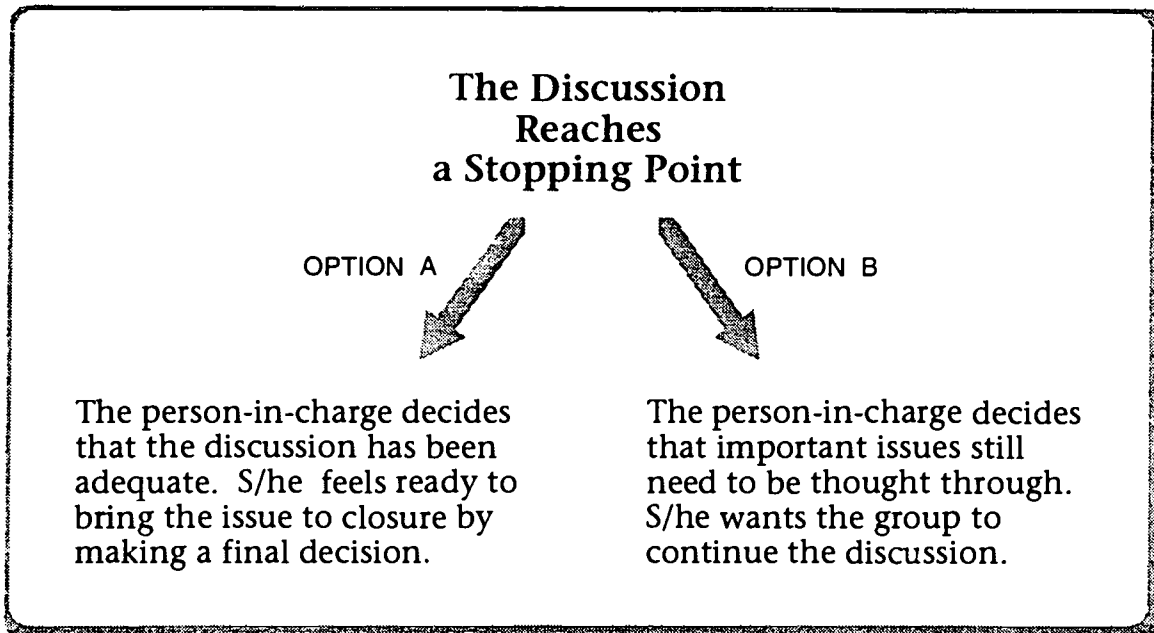 The Discussion
Reaches
a Stopping Point
OPTION A
OPTION B
The person-in-charge decides
that the discussion has been
adequate. S/he feels ready to
bring the issue to closure by
making a final decision.
The person-in-charge decides
that important issues still
need to be thought through.
S/he wants the group to
continue the discussion.